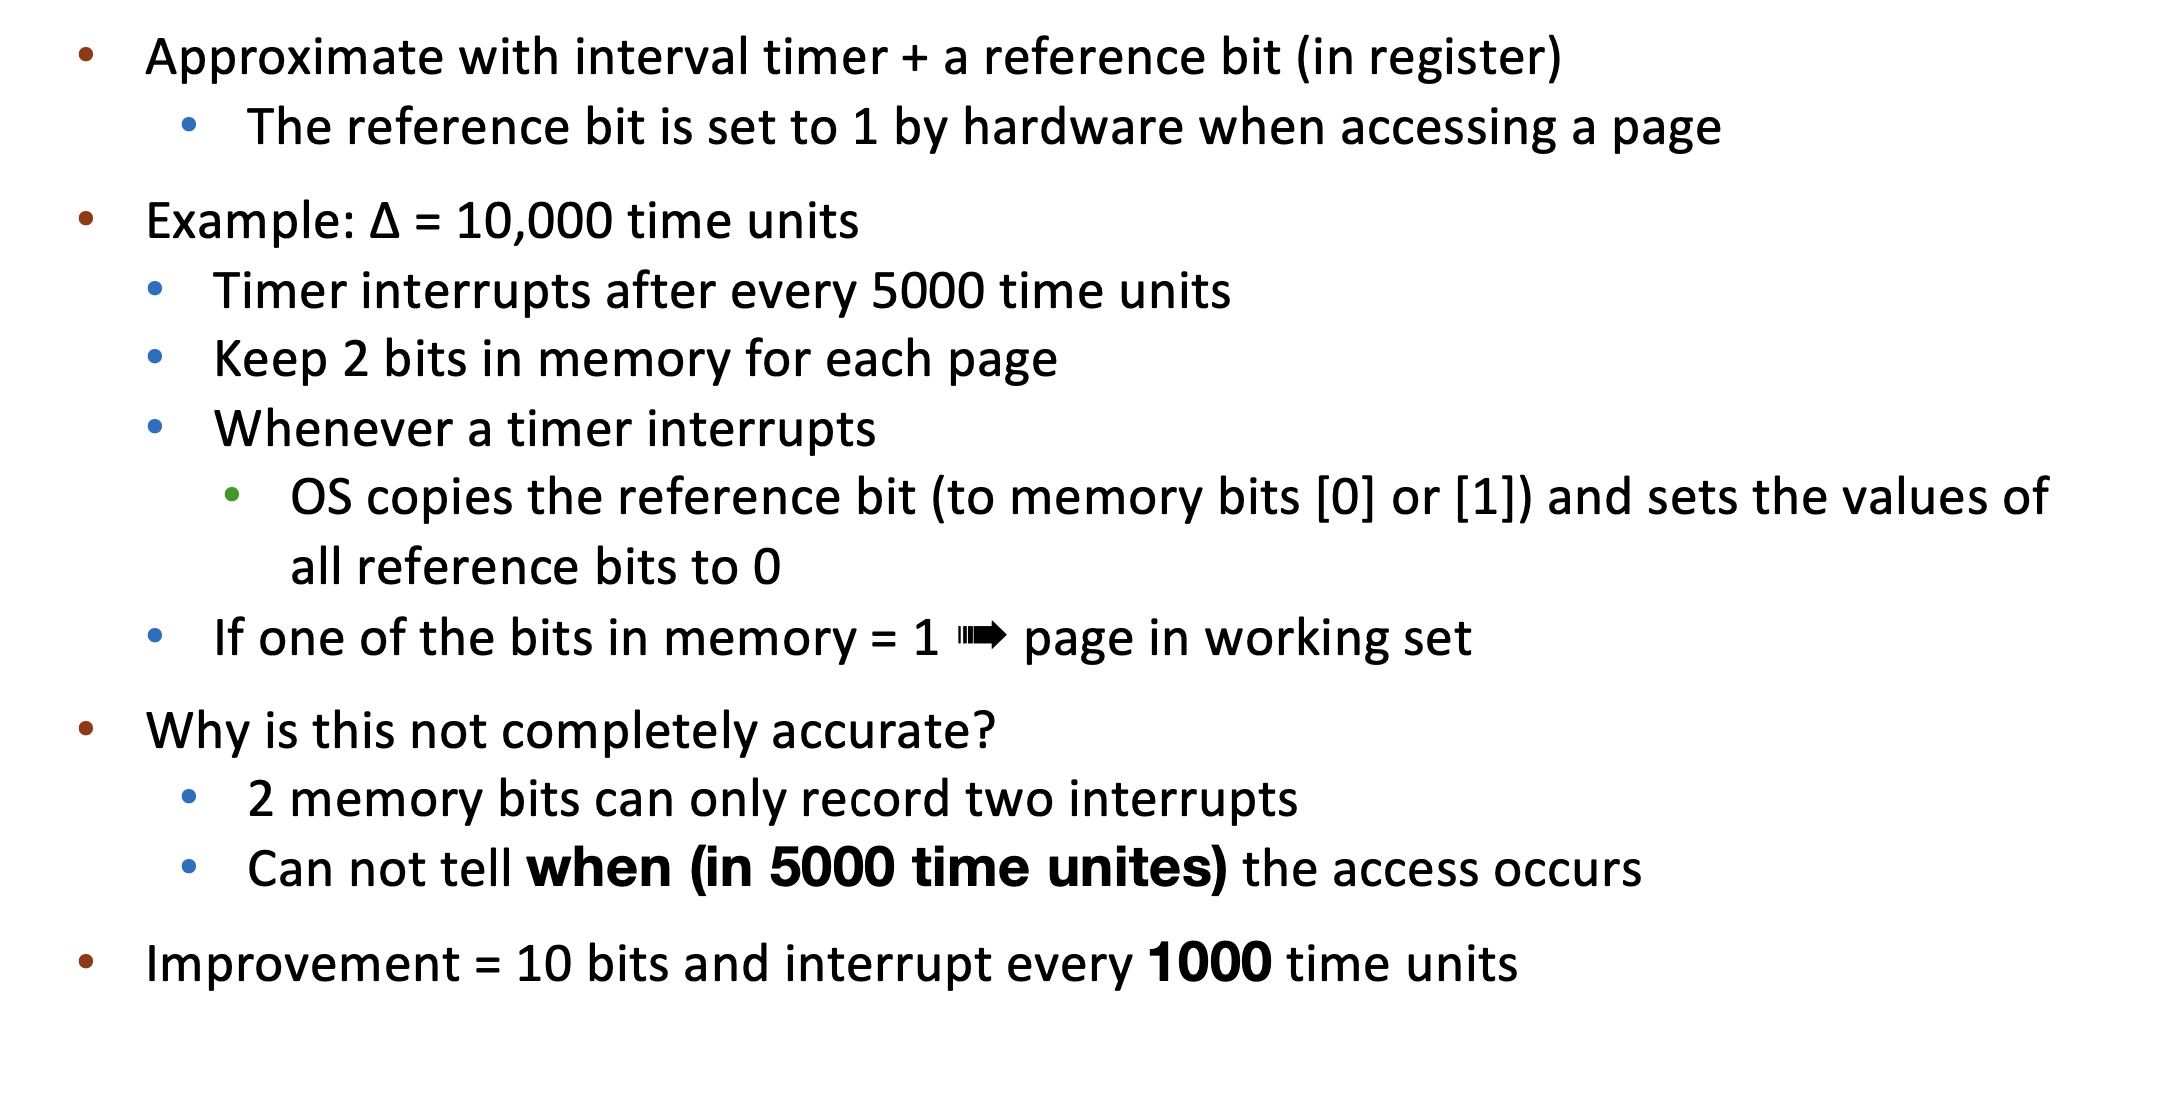 • Approximate with interval timer + a reference bit (in register)
• The reference bit is set to 1 by hardware when accessing a page
• Example: Δ = 10,000 time units
• Timer interrupts after every 5000 time units
• Keep 2 bits in memory for each page
• Whenever a timer interrupts
• OS copies the reference bit (to memory bits [0] or [1]) and sets the values of
all reference bits to 0
• If one of the bits in memory = 1 ➠ page in working set
• Why is this not completely accurate?
• 2 memory bits can only record two interrupts
• Can not tell when (in 5000 time unites) the access occurs
• Improvement = 10 bits and interrupt every 1000 time units